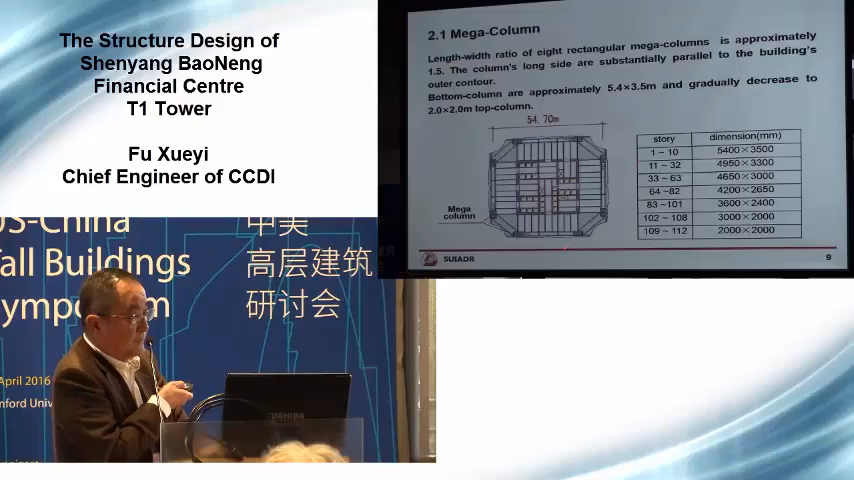 The Structure Design of
Shenyang BaoNeng
Financial Centre
T1 Tower
Fu Xueyi
Chief Engineer of CCDI
2.1 Mega-Column
Length-width ratio of eight rectangular mega-columns is approximately
1.5. The column's long side are substantially parallel to the building's
outer contour.
Bottom-column are approximately 5.4×3.5m and gradually decrease to
2.0×2.0m top-column.
54.70m
Mega
column
story dimension(mm)
1 ~ 10 5400×3500
11 ~ 32 4950×3300
33 ~ 63 4650×3000
64 ~82 4200×2650
83 ~101 3600×2400
102 ~ 108 3000×2000
109 ~ 112 2000×2000
SUIADR
9
US-China
Tall Buildings
ymposium
中美
高层建筑
研讨会
April 2016
nford Univ
TOSHIBA